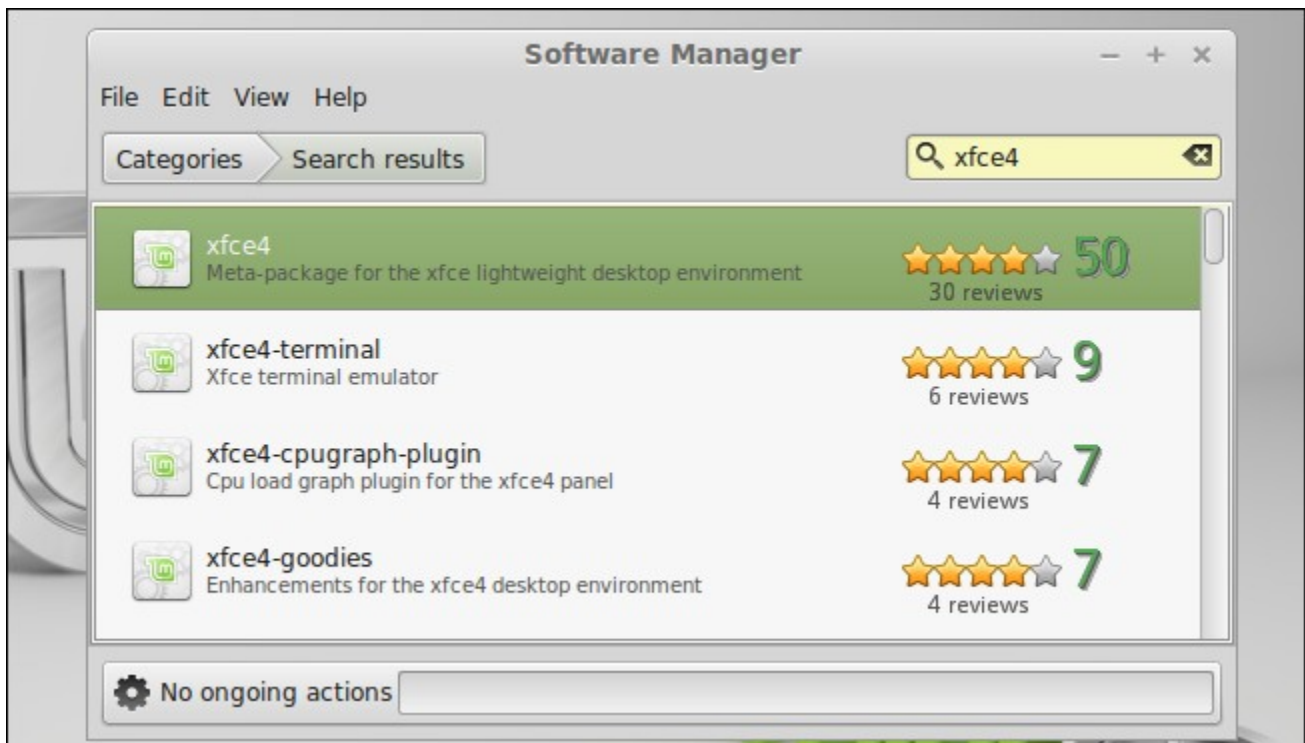 Software Manager
File Edit View Help
Categories Search results xfce4
xfce4
Meta-package for the xfce lightweight desktop environment
50
30 reviews
xfce4-terminal
Xfce terminal emulator
9
6 reviews
xfce4-cpugraph-plugin
Cpu load graph plugin for the xfce4 panel
7
4 reviews
xfce4-goodies
Enhancements for the xfce4 desktop environment
7
4 reviews
No ongoing actions